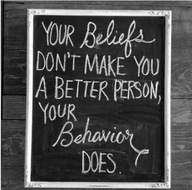 YOUR Beliefs
DON'T MAKE YOU
A BETTER PERSON,
YOUR
Behavior
DOES.